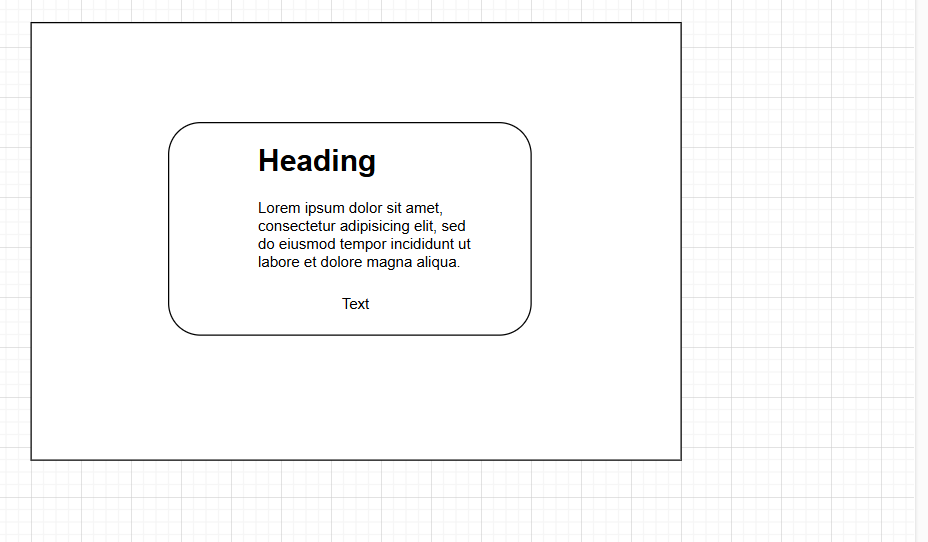 Heading
Lorem ipsum dolor sit amet,
consectetur adipisicing elit, sed
do eiusmod tempor incididunt ut
labore et dolore magna aliqua.
Text